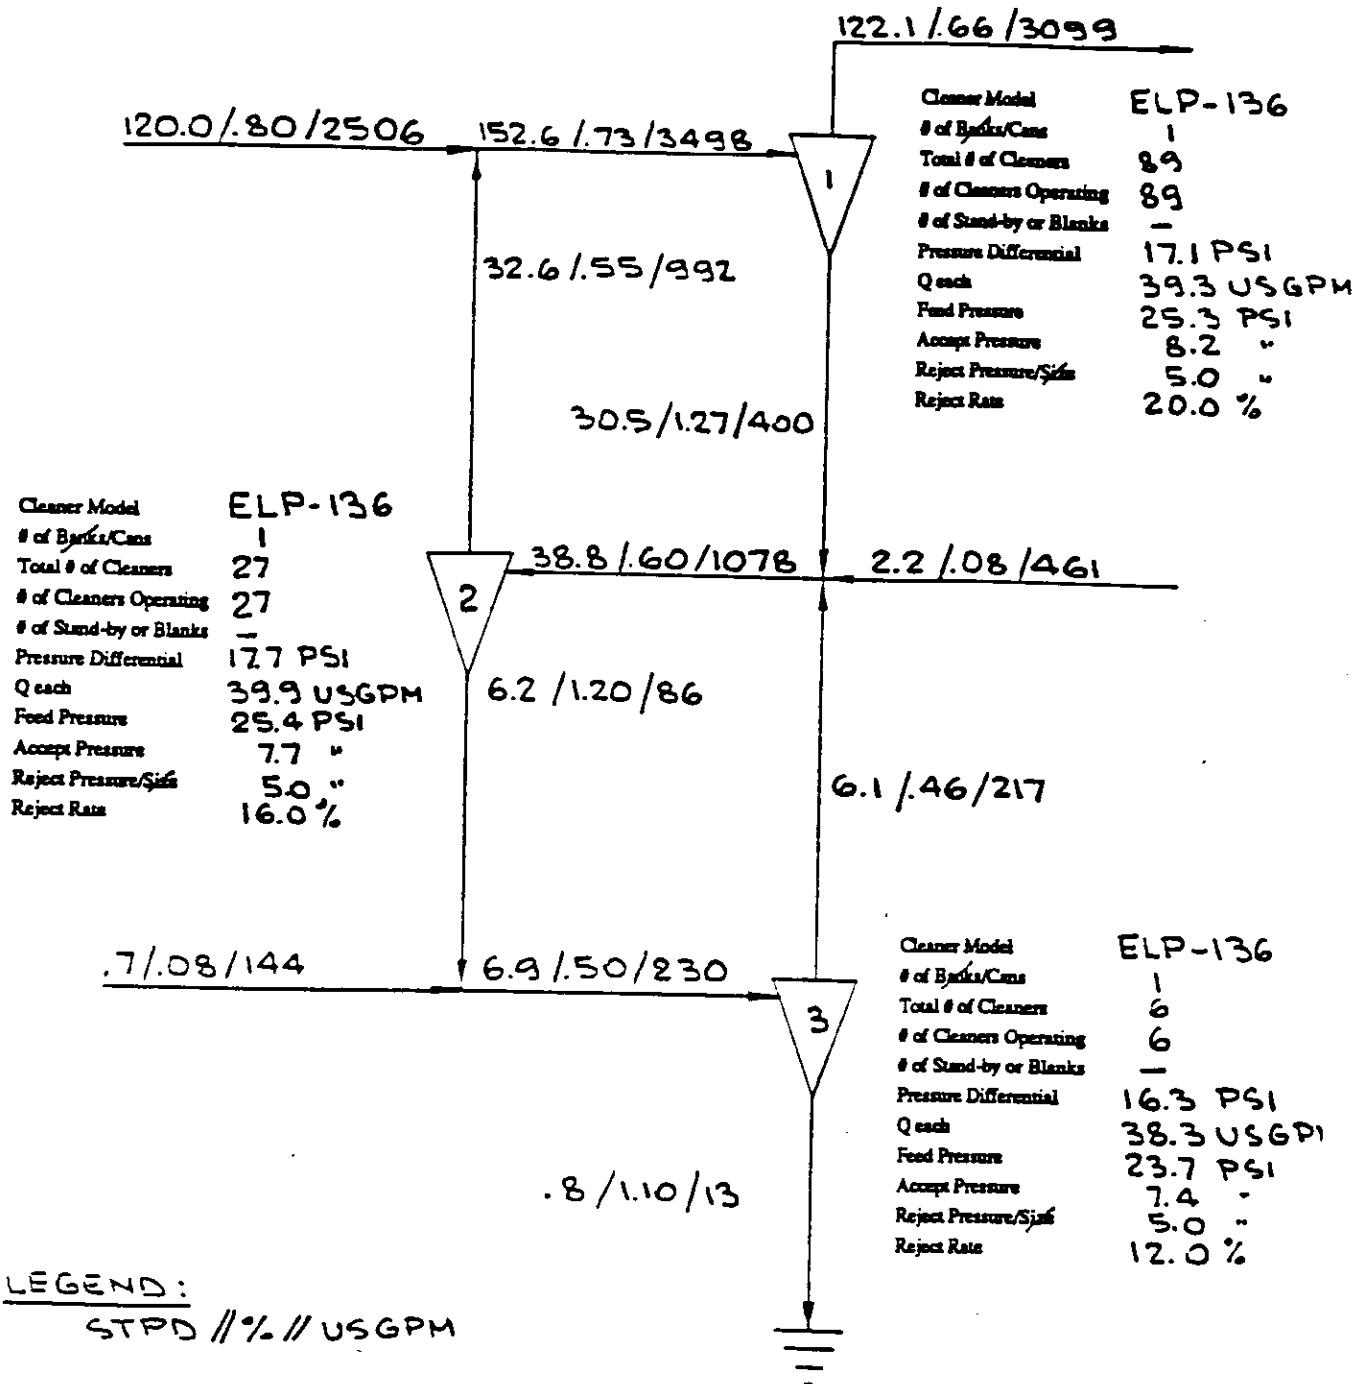 122.1/.66/3099
120.0/.80/2506
152.6/.73/3498
1
Cleaner Model ELP-136
# of Banks/Cans 1
Total # of Cleaners 89
# of Cleaners Operating 89
# of Stand-by or Blanks —
Pressure Differential 17.1 PSI
Q each 39.3 USGPM
Feed Pressure 25.3 PSI
Accept Pressure 8.2 "
Reject Pressure/Size 5.0 "
Reject Rate 20.0 %
32.6/.55/992
30.5/1.27/400
Cleaner Model ELP-136
# of Banks/Cans 1
Total # of Cleaners 27
# of Cleaners Operating 27
# of Stand-by or Blanks —
Pressure Differential 17.7 PSI
Q each 39.9 USGPM
Feed Pressure 25.4 PSI
Accept Pressure 7.7 "
Reject Pressure/Size 5.0 "
Reject Rate 16.0 %
2
38.8/.60/1078
2.2/.08/461
6.2/1.20/86
6.1/.46/217
.7/.08/144
6.9/.50/230
3
Cleaner Model ELP-136
# of Banks/Cans 1
Total # of Cleaners 6
# of Cleaners Operating 6
# of Stand-by or Blanks —
Pressure Differential 16.3 PSI
Q each 38.3 USGPM
Feed Pressure 23.7 PSI
Accept Pressure 7.4 "
Reject Pressure/Size 5.0 "
Reject Rate 12.0 %
.8/1.10/13
LEGEND:
STPD // % // USGPM